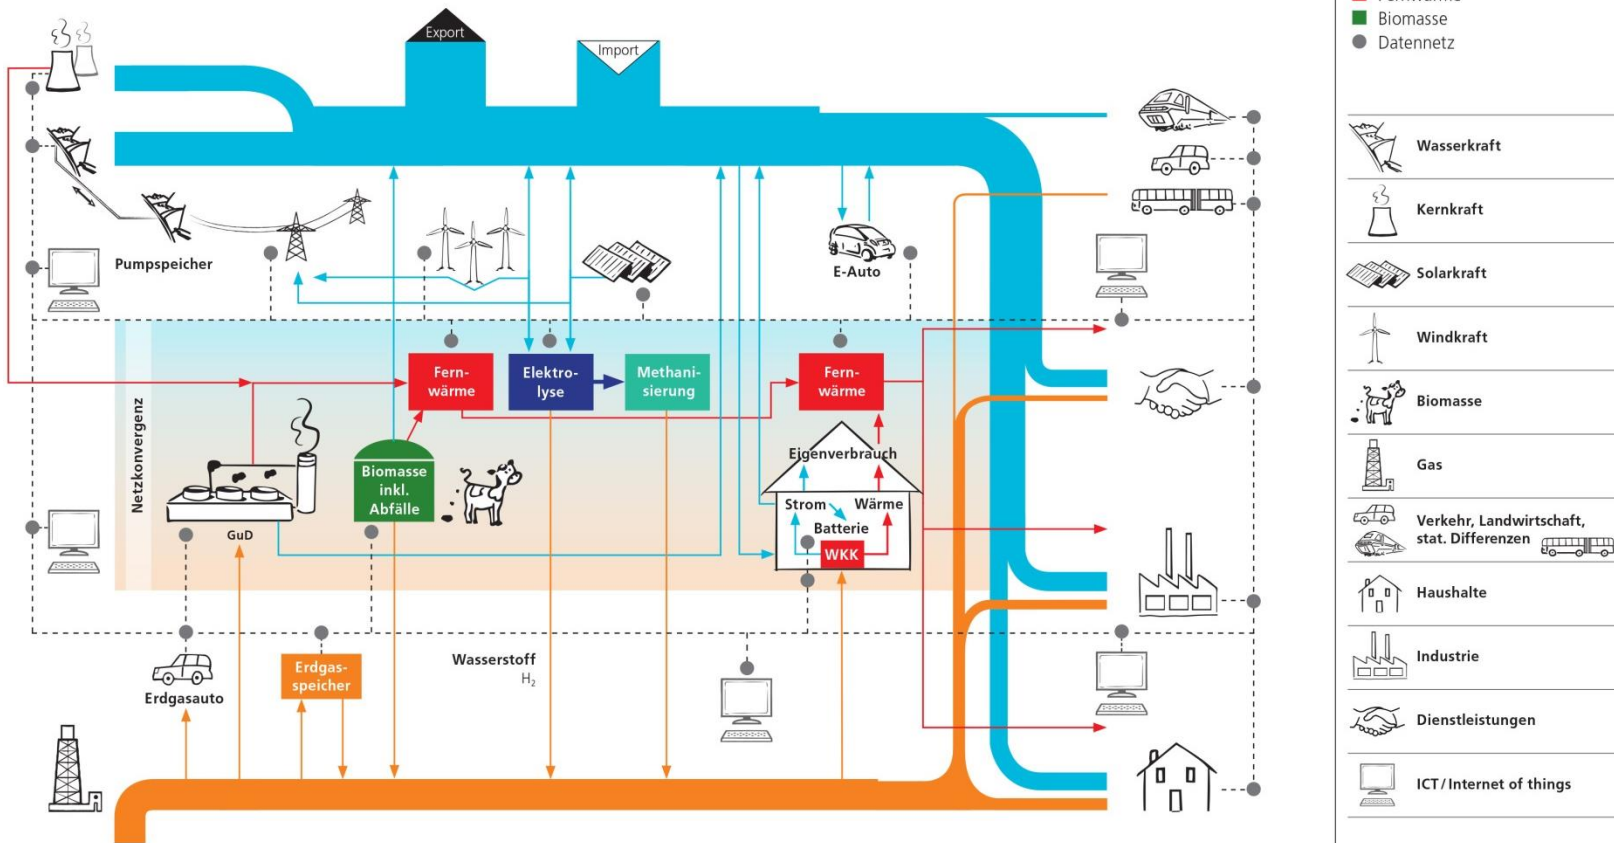 Export
Import
Pumpspeicher
E-Auto
Netzkonvergenz
Fern-
wärme
Elektro-
lyse
Methani-
sierung
Fern-
wärme
Biomasse
inkl.
Abfälle
GuD
Eigenverbrauch
Strom
Wärme
Batterie
WKK
Erdgasauto
Erdgas-
speicher
Wasserstoff
H₂
Fernwärme
Biomasse
Datennetz
Wasserkraft
Kernkraft
Solarkraft
Windkraft
Biomasse
Gas
Verkehr, Landwirtschaft,
stat. Differenzen
Haushalte
Industrie
Dienstleistungen
ICT/Internet of things